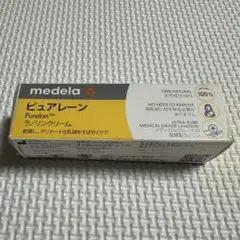 medela
ピュアレーン
Purelan™
ラノリンクリーム
乾燥し、デリケートな乳頭をすばやくケア
100% NATURAL
100%
NO NEED TO REMOVE
ULTRA-PURE
MEDICAL GRADE LANOLIN